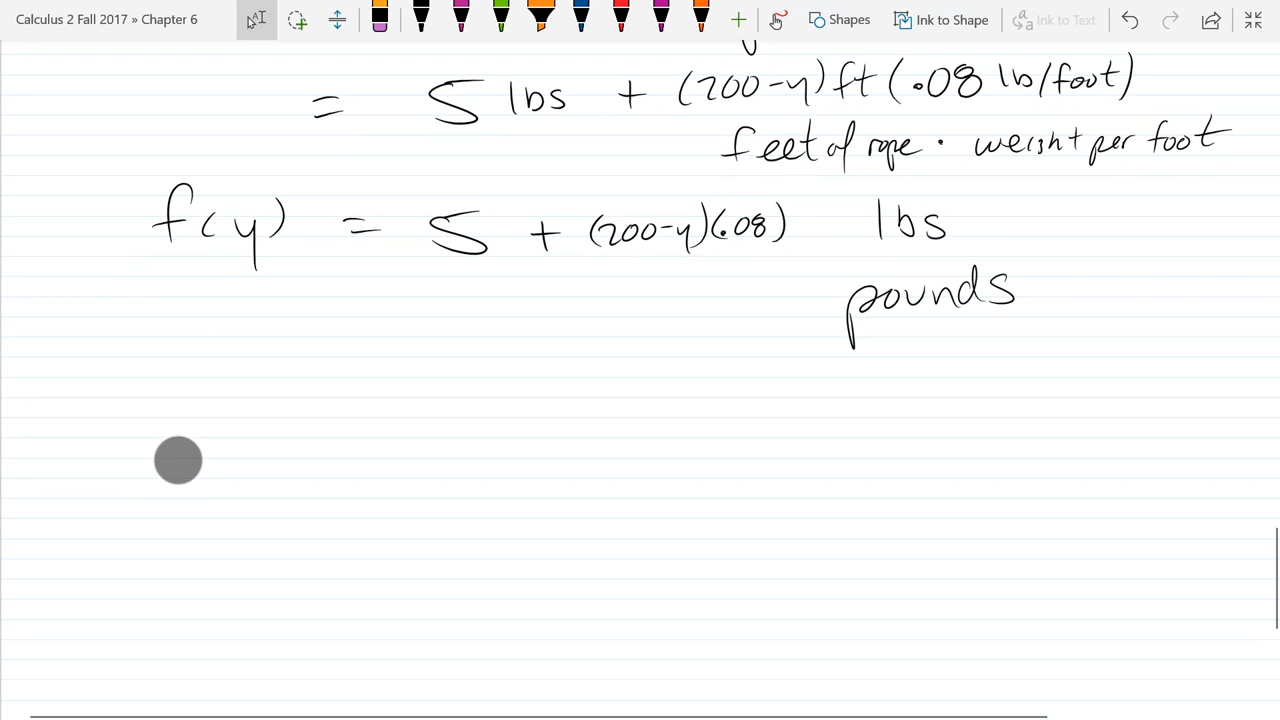 Calculus 2 Fall 2017 » Chapter 6
Shapes
Ink to Shape
Ink to Text
= 5 lbs + (200-y) ft (.08 lb/foot)
feet of rope · weight per foot
f(y) = 5 + (200-y)(.08) lbs
pounds